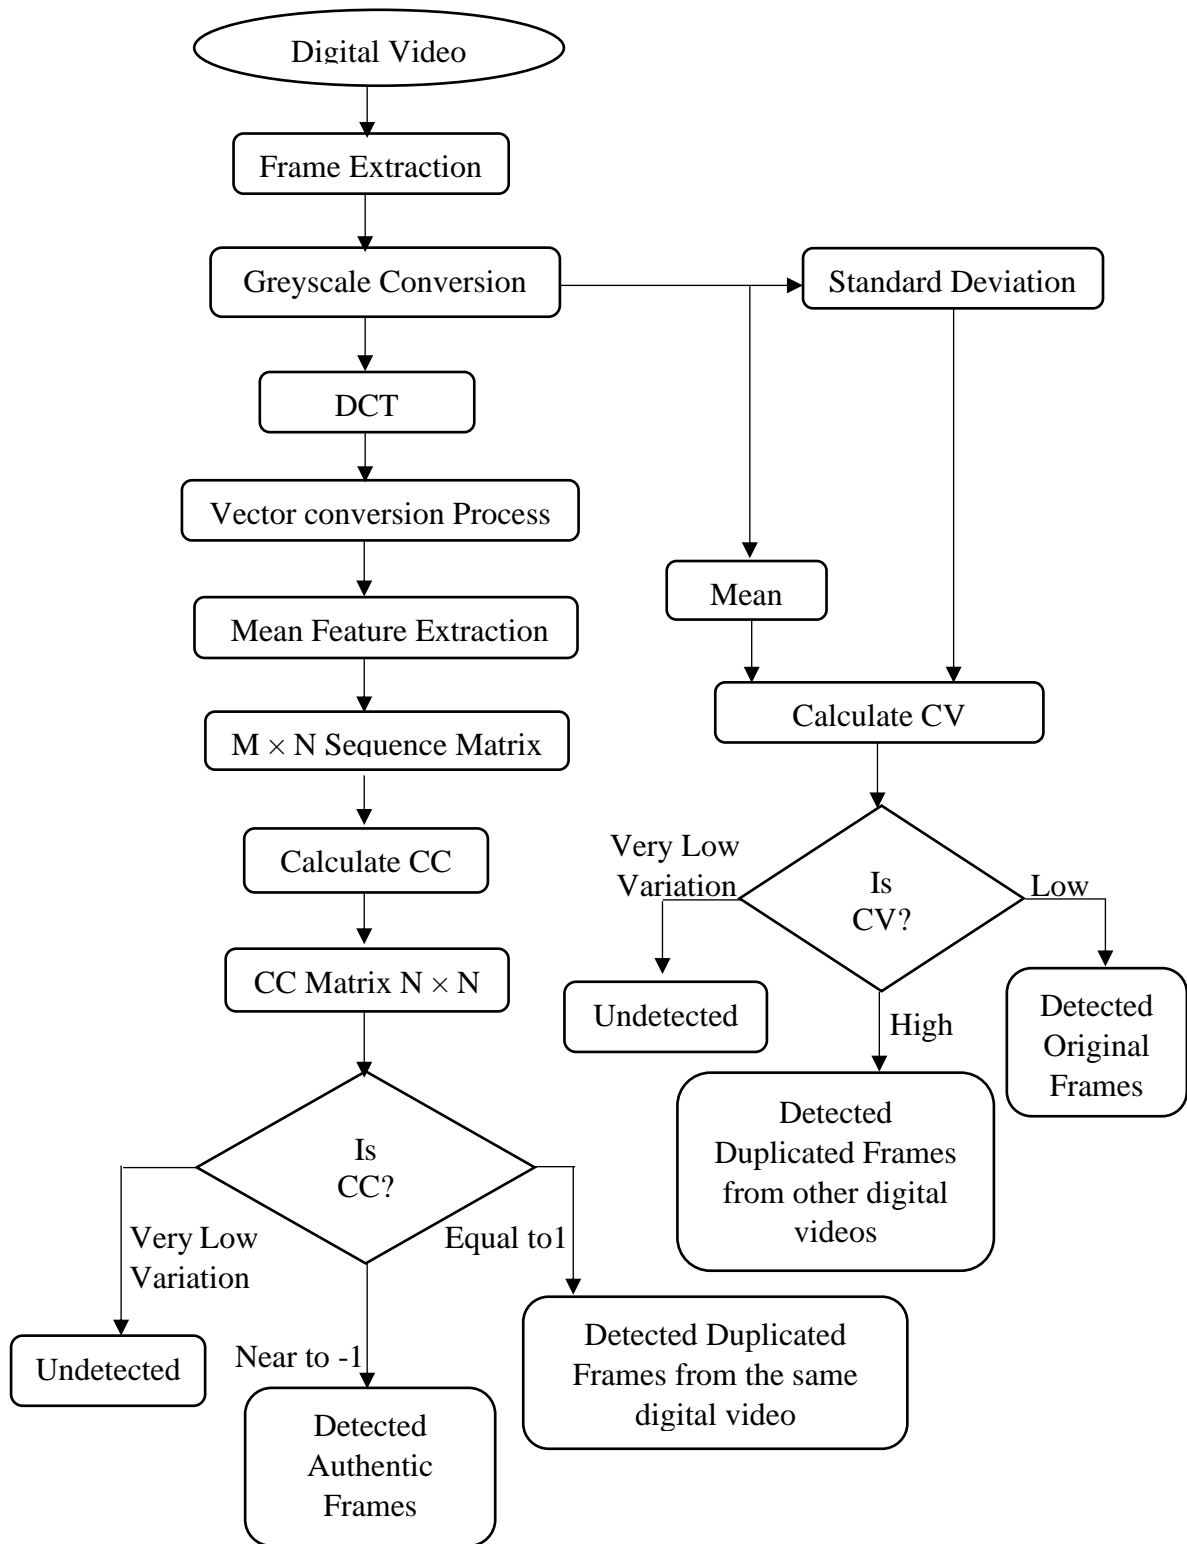 Digital Video
Frame Extraction
Greyscale Conversion
Standard Deviation
DCT
Vector conversion Process
Mean
Mean Feature Extraction
Calculate CV
M × N Sequence Matrix
Very Low
Variation
Is
CV?
Low
Calculate CC
CC Matrix N × N
Undetected
High
Detected
Original
Frames
Detected
Duplicated Frames
from other digital
videos
Is
CC?
Very Low
Variation
Equal to1
Near to -1
Undetected
Detected Duplicated
Frames from the same
digital video
Detected
Authentic
Frames